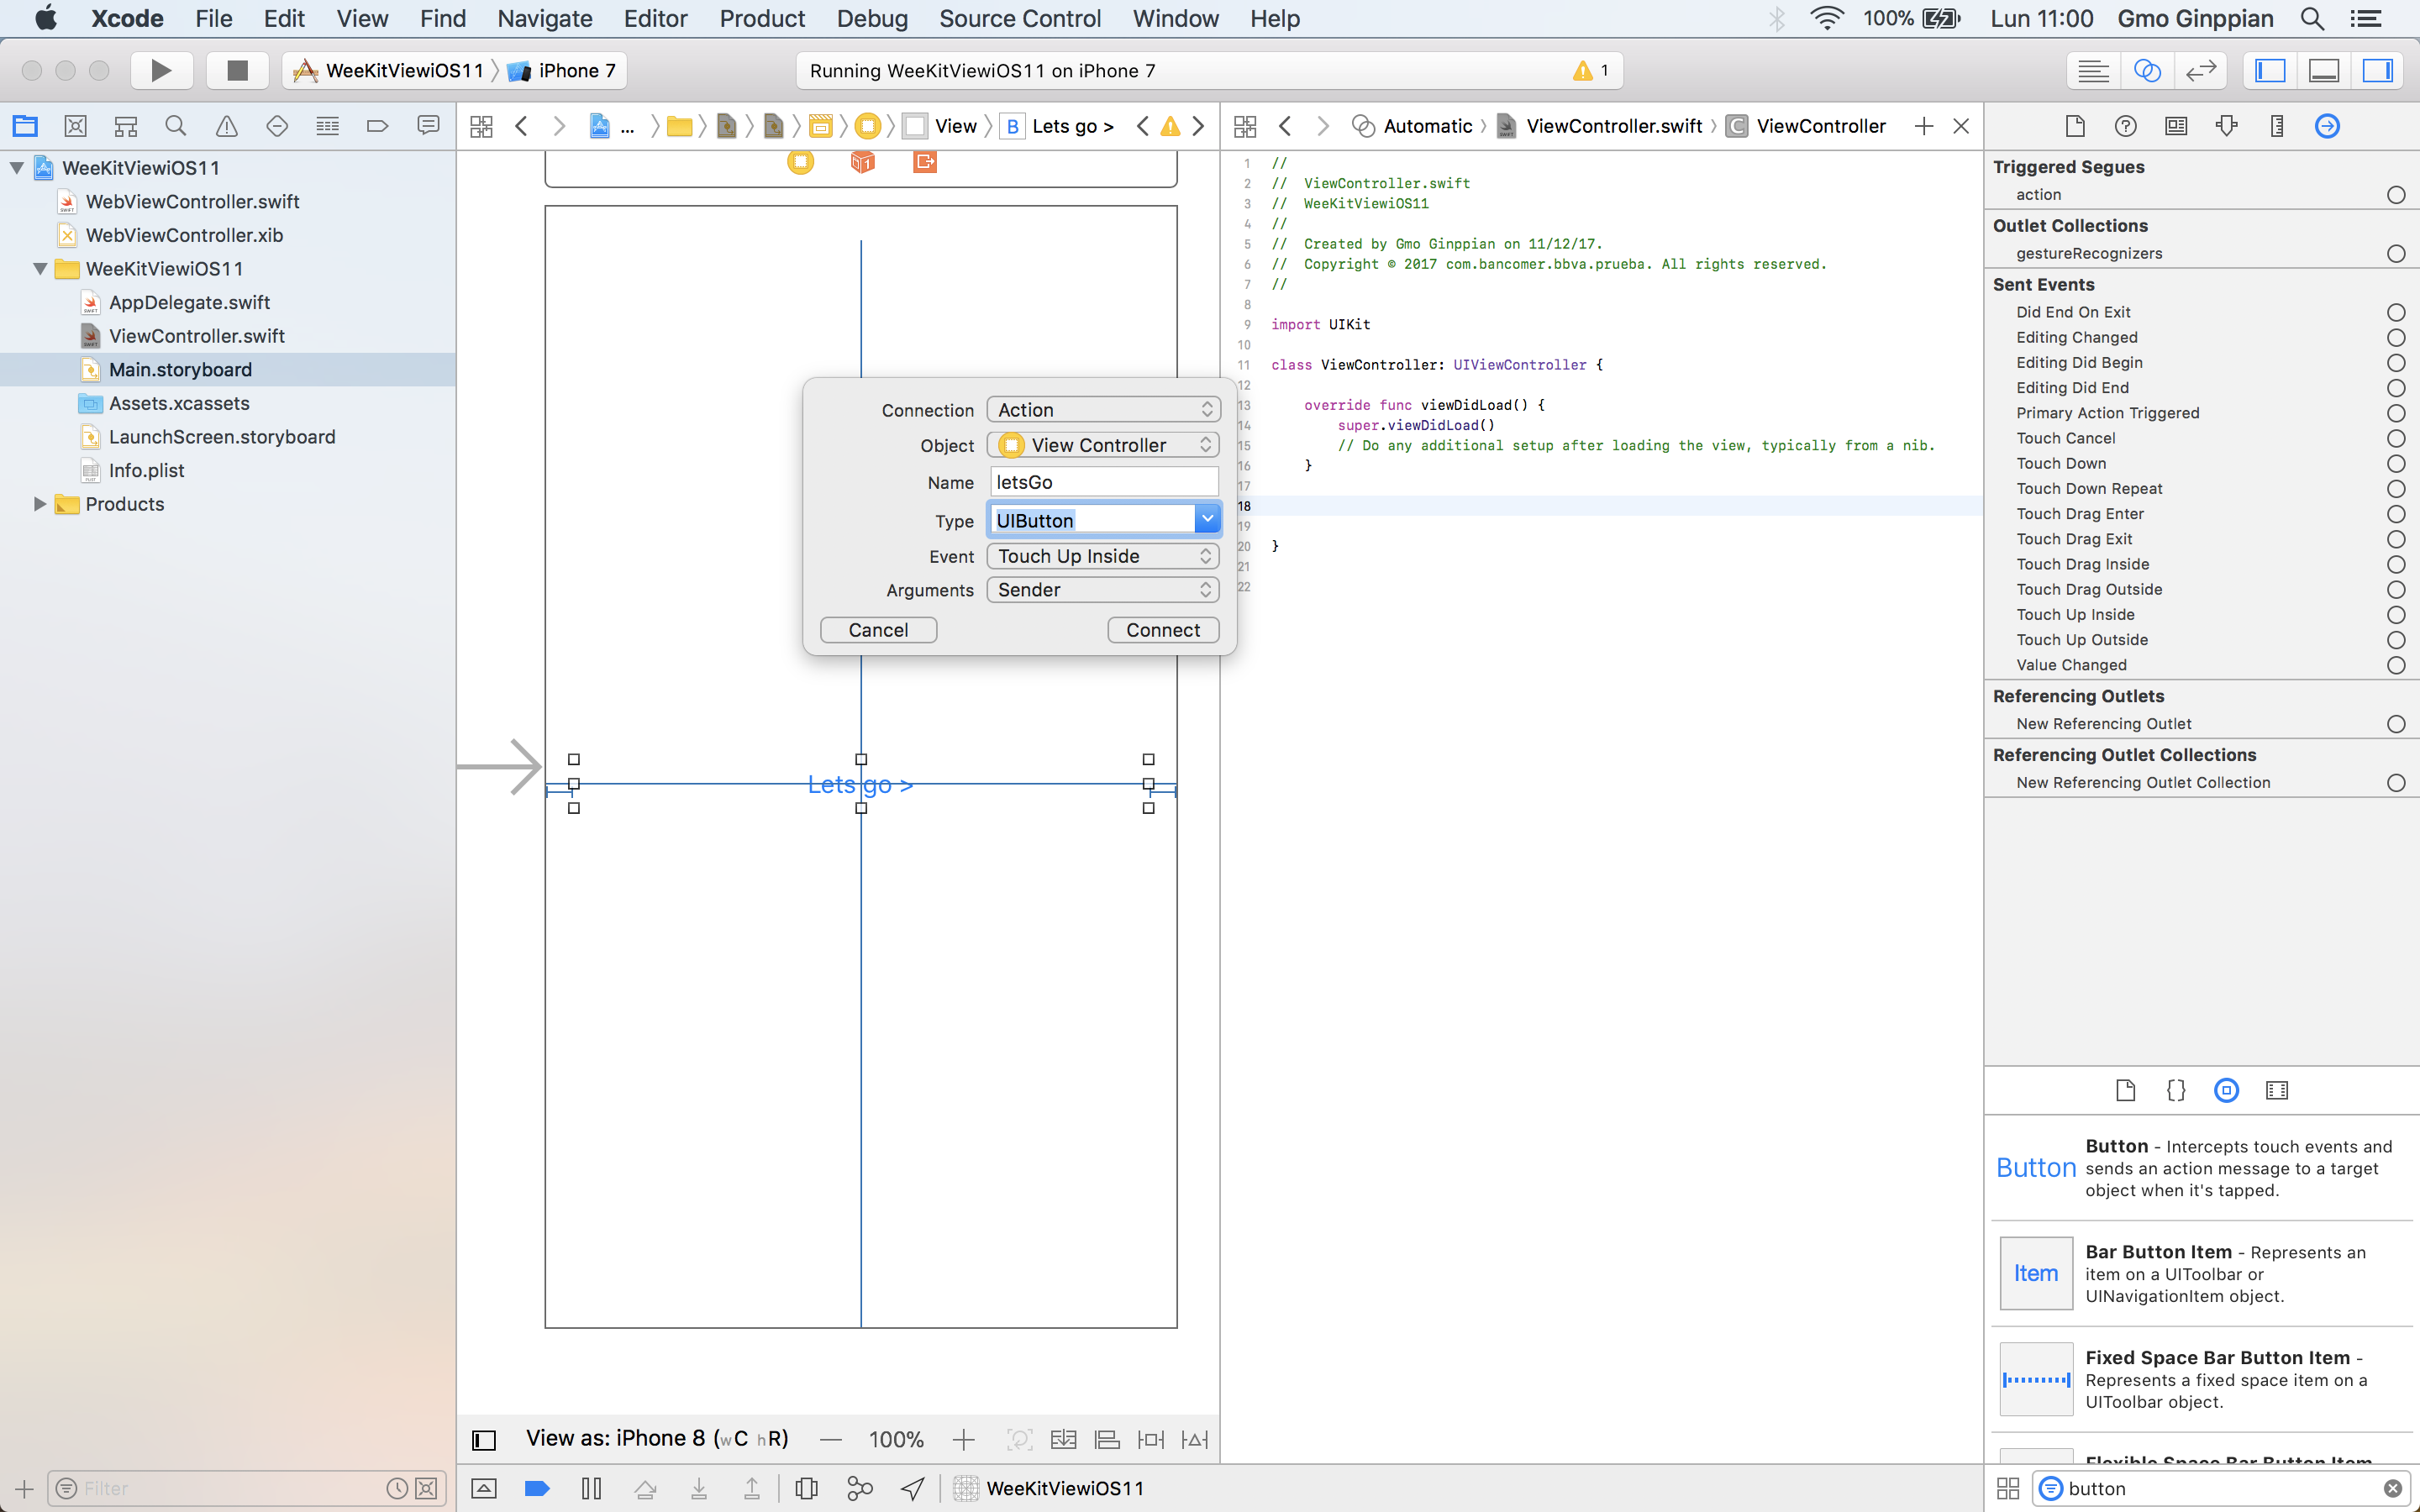 Xcode File Edit View Find Navigate Editor Product Debug Source Control Window Help 100% Lun 11:00 Gmo Ginppian
WeeKitViewiOS11 iPhone 7
Running WeeKitViewiOS11 on iPhone 7 1
... View B Lets go >
Automatic ViewController.swift C ViewController
WeeKitViewiOS11
WebViewController.swift
WebViewController.xib
WeeKitViewiOS11
AppDelegate.swift
ViewController.swift
Main.storyboard
Assets.xcassets
LaunchScreen.storyboard
Info.plist
Products
Filter
Connection Action
Object View Controller
Name letsGo
Type UIButton
Event Touch Up Inside
Arguments Sender
Cancel Connect
Lets go >
View as: iPhone 8 (wC hR) 100%
WeeKitViewiOS11
1 //
2 //  ViewController.swift
3 //  WeeKitViewiOS11
4 //
5 //  Created by Gmo Ginppian on 11/12/17.
6 //  Copyright © 2017 com.bancomer.bbva.prueba. All rights reserved.
7 //
8
9 import UIKit
10
11 class ViewController: UIViewController {
12
13     override func viewDidLoad() {
14         super.viewDidLoad()
15         // Do any additional setup after loading the view, typically from a nib.
16     }
17
18
19
20 }
21
22
Triggered Segues
action
Outlet Collections
gestureRecognizers
Sent Events
Did End On Exit
Editing Changed
Editing Did Begin
Editing Did End
Primary Action Triggered
Touch Cancel
Touch Down
Touch Down Repeat
Touch Drag Enter
Touch Drag Exit
Touch Drag Inside
Touch Drag Outside
Touch Up Inside
Touch Up Outside
Value Changed
Referencing Outlets
New Referencing Outlet
Referencing Outlet Collections
New Referencing Outlet Collection
{}
Button
Button - Intercepts touch events and
sends an action message to a target
object when it's tapped.
Item
Bar Button Item - Represents an
item on a UIToolbar or
UINavigationItem object.
Fixed Space Bar Button Item -
Represents a fixed space item on a
UIToolbar object.
Flexible Space Bar Button Item
button